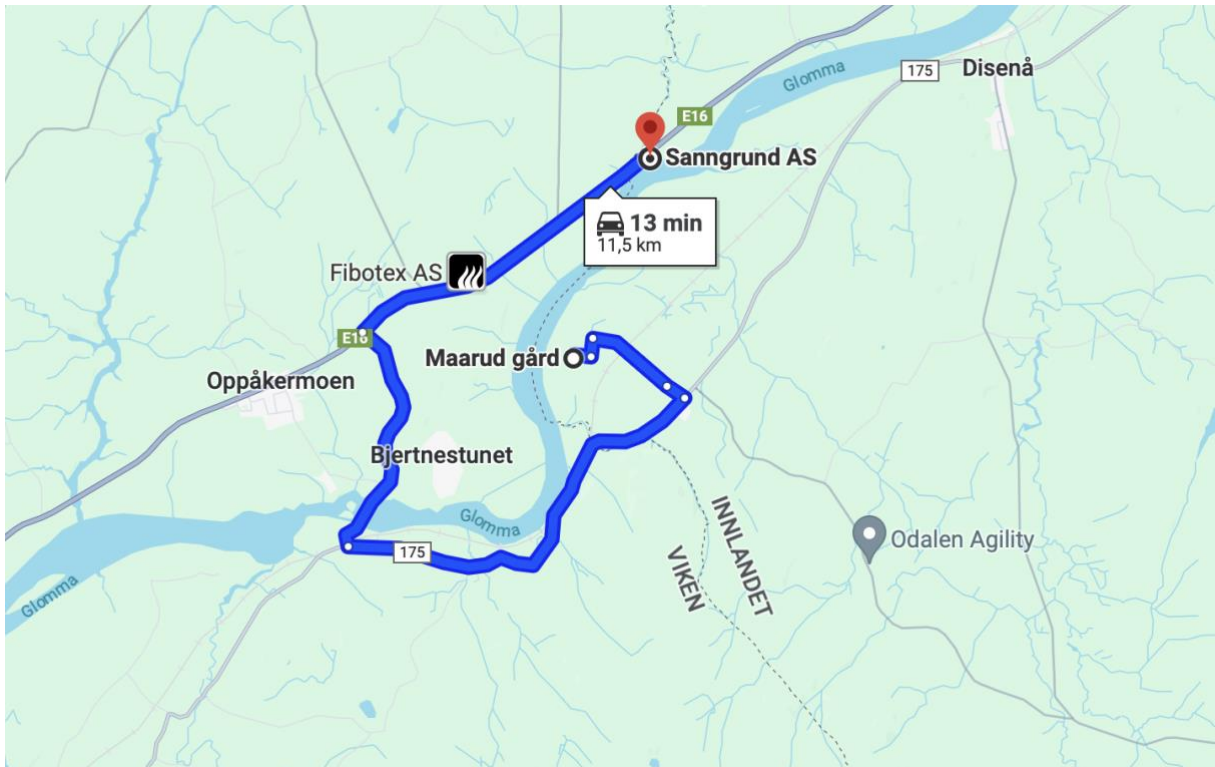 Glomma
175
Disenå
E16
Sanngrund AS
13 min
11,5 km
Fibotex AS
E16
Maarud gård
Oppåkermoen
Bjertnestunet
Glomma
175
INNLANDET
VIKEN
Odalen Agility
Glomma